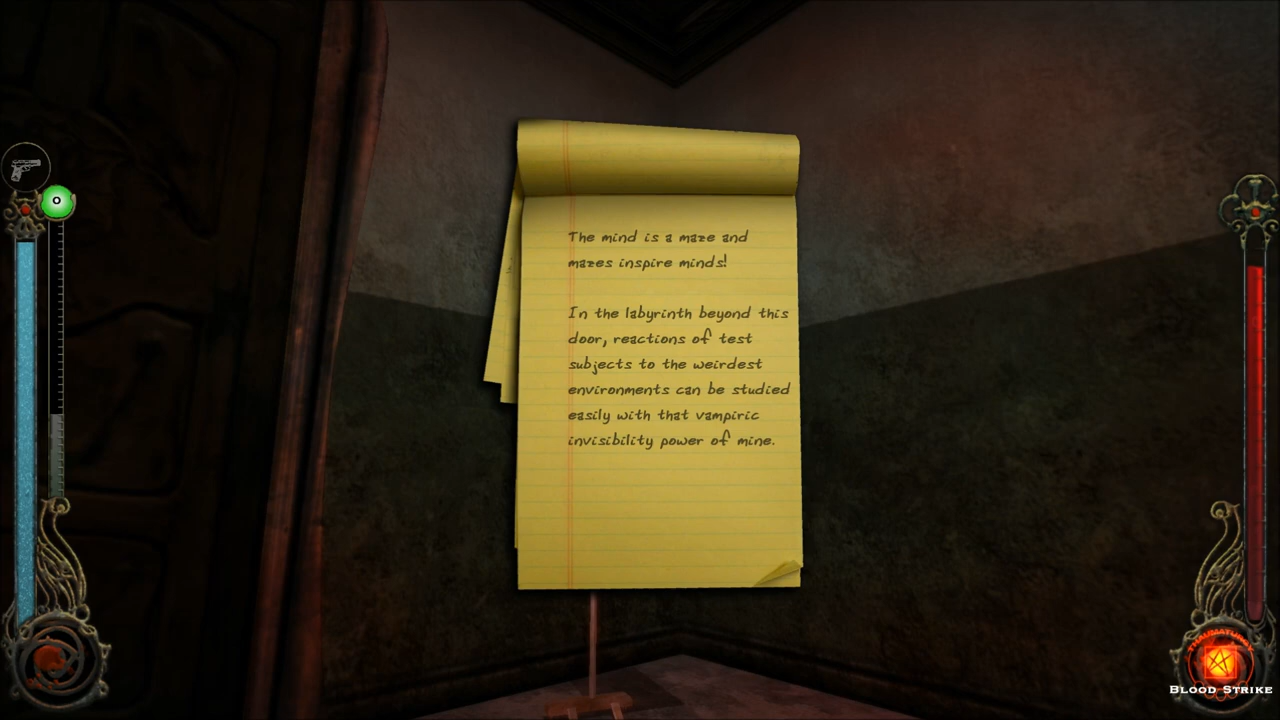 The mind is a maze and
mazes inspire minds!
In the labyrinth beyond this
door, reactions of test
subjects to the weirdest
environments can be studied
easily with that vampiric
invisibility power of mine.
THAUMATURGY
BLOOD STRIKE